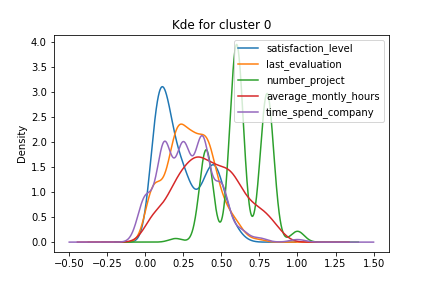 Kde for cluster 0
satisfaction_level
last_evaluation
number_project
average_montly_hours
time_spend_company
Density
4.0
3.5
3.0
2.5
2.0
1.5
1.0
0.5
0.0
−0.50 −0.25 0.00 0.25 0.50 0.75 1.00 1.25 1.50